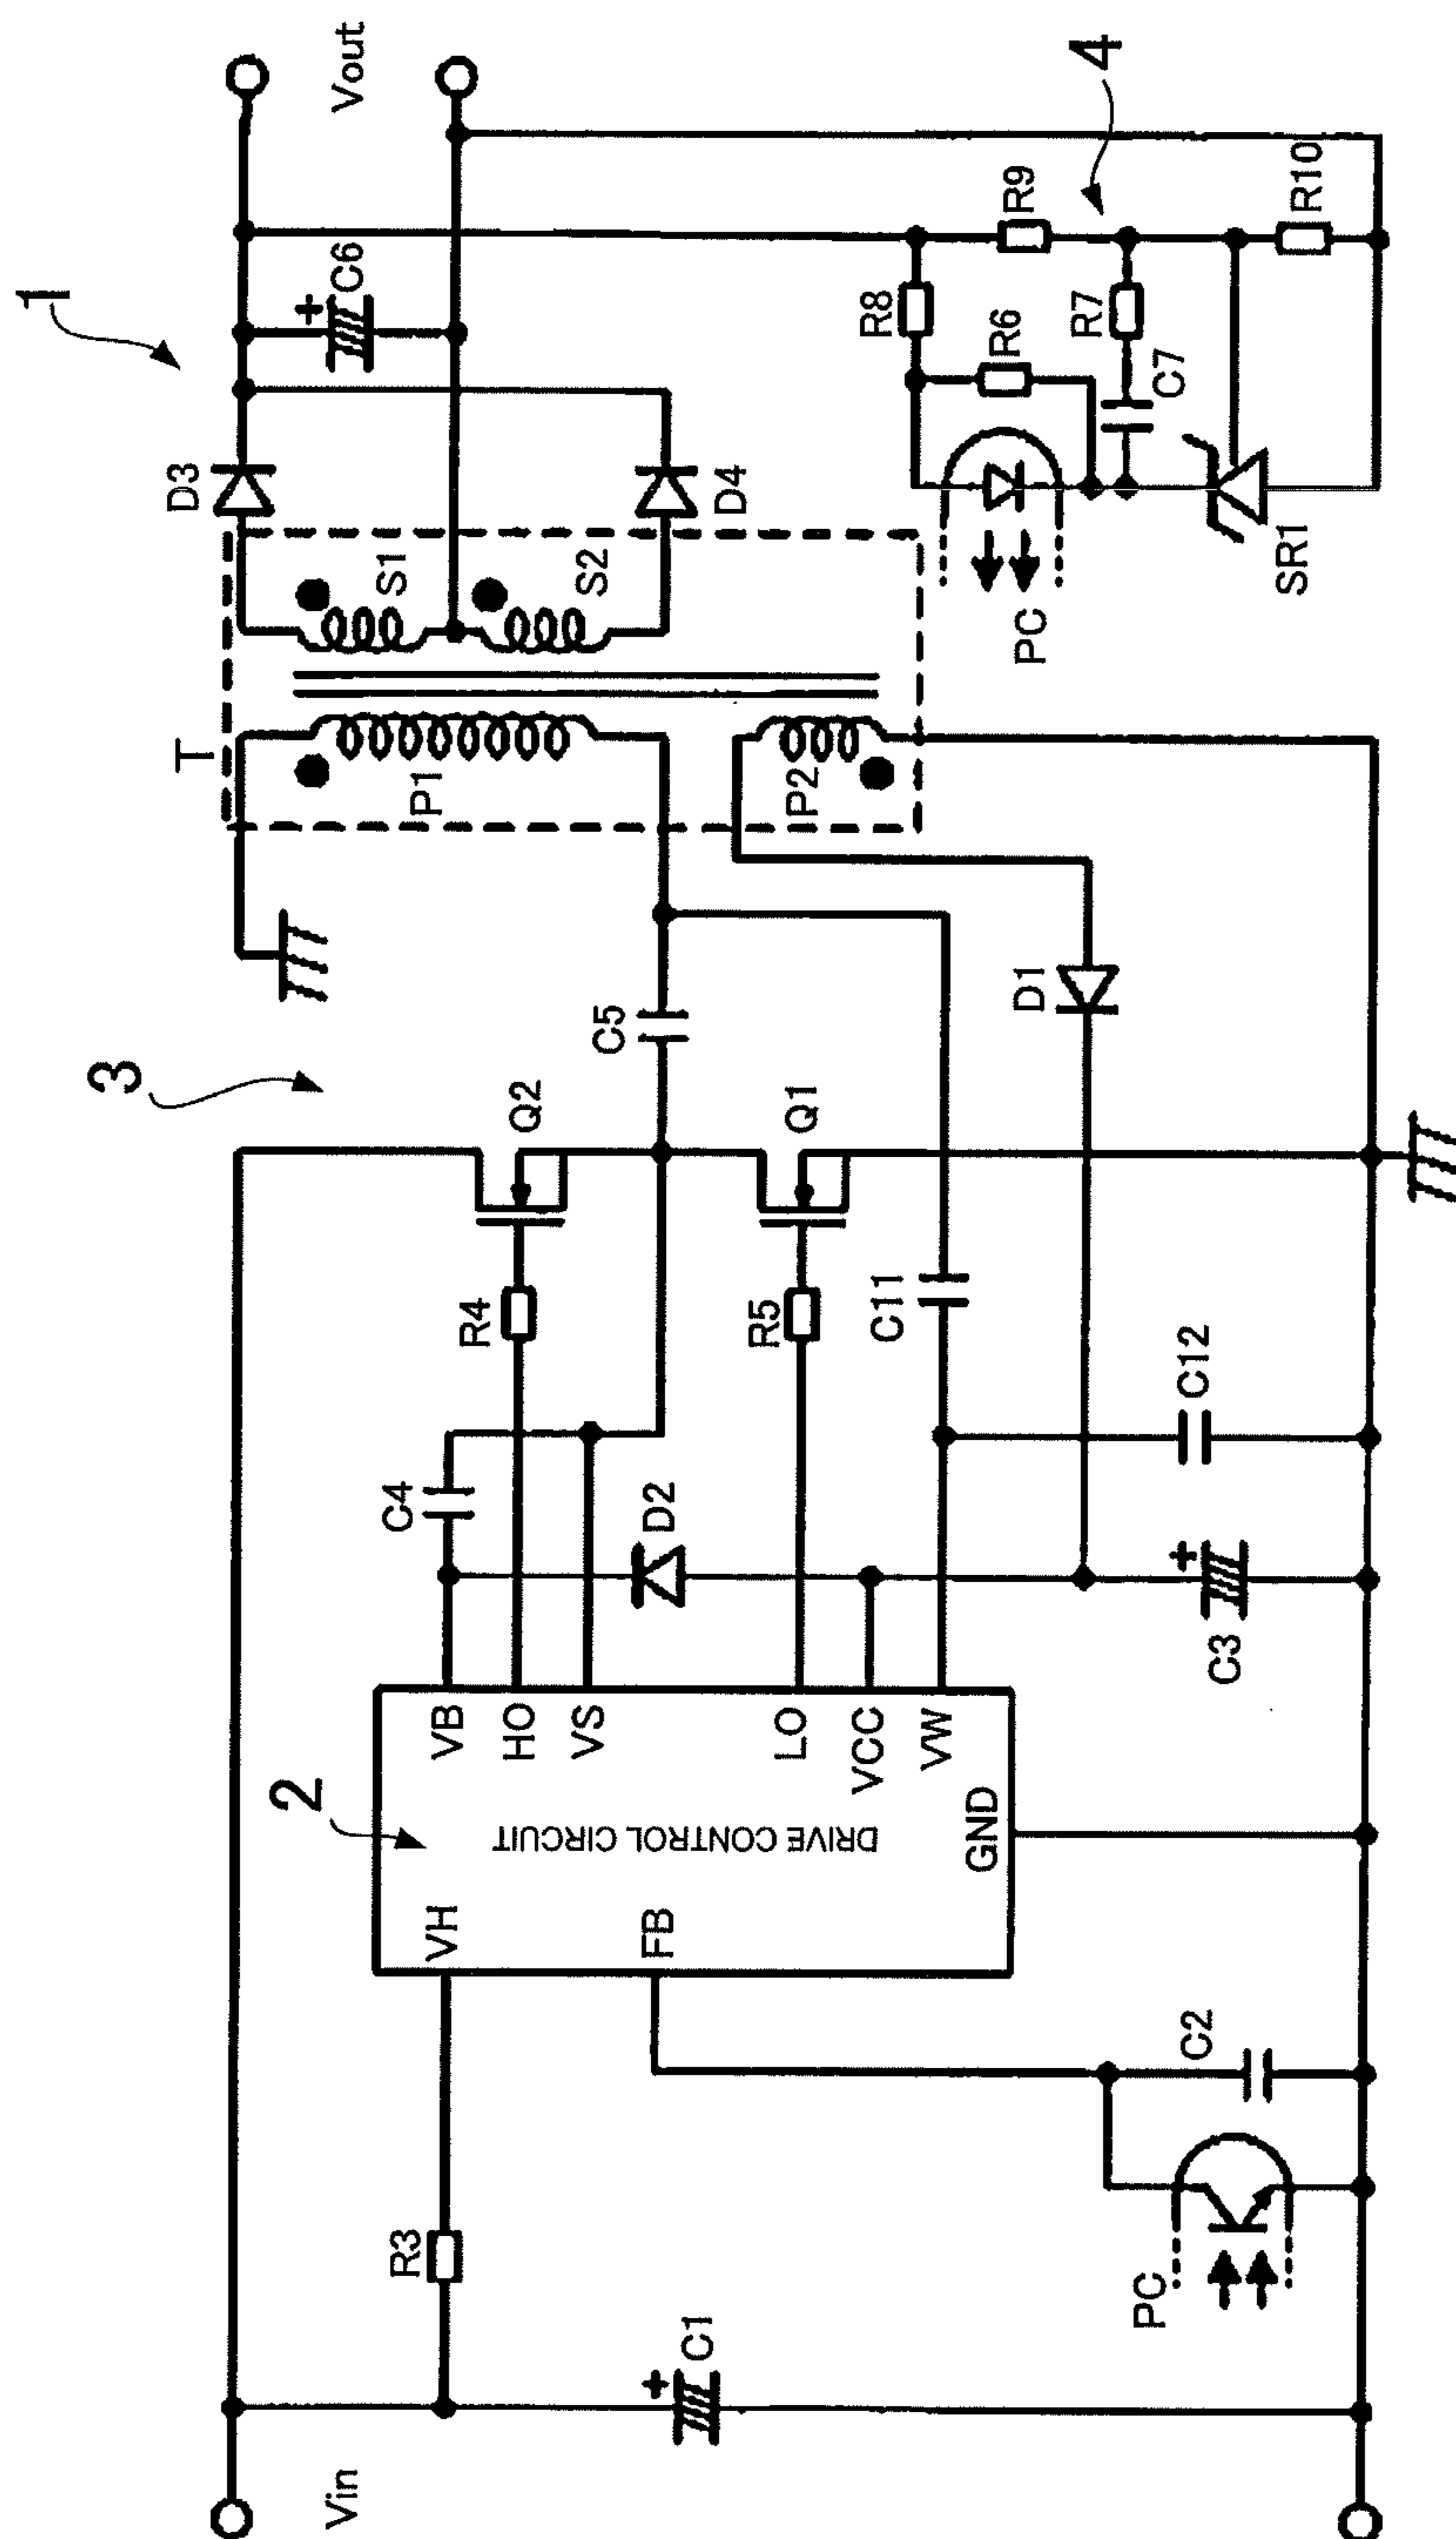 1
3
T
D3
C6
+
Vout
S1
P1
S2
D4
P2
C5
Q2
R4
C4
Q1
R5
D2
C11
D1
C12
+
C3
2
VH
VB
HO
VS
LO
VCC
VW
FB
GND
DRIVE CONTROL CIRCUIT
R3
Vin
+
C1
C2
PC
R8
R6
R9
R7
C7
4
R10
PC
SR1